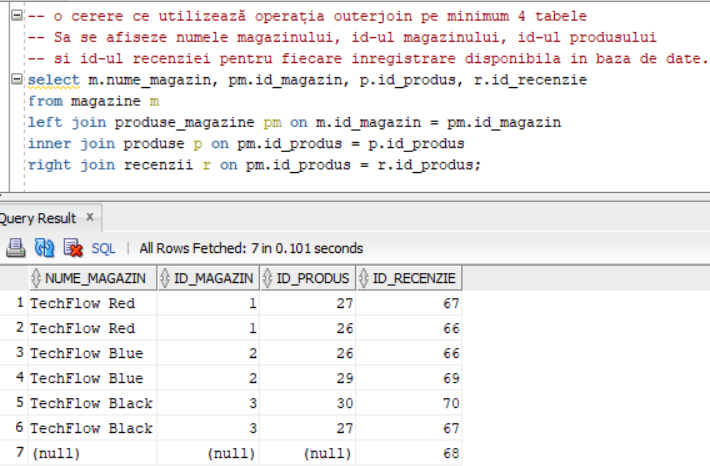 -- o cerere ce utilizează operația outerjoin pe minimum 4 tabele
-- Sa se afiseze numele magazinului, id-ul magazinului, id-ul produsului
-- si id-ul recenziei pentru fiecare inregistrare disponibila in baza de date.
select m.nume_magazin, pm.id_magazin, p.id_produs, r.id_recenzie
from magazine m
left join produse_magazine pm on m.id_magazin = pm.id_magazin
inner join produse p on pm.id_produs = p.id_produs
right join recenzii r on pm.id_produs = r.id_produs;
Query Result x
SQL | All Rows Fetched: 7 in 0.101 seconds
NUME_MAGAZIN ID_MAGAZIN ID_PRODUS ID_RECENZIE
1 TechFlow Red 1 27 67
2 TechFlow Red 1 26 66
3 TechFlow Blue 2 26 66
4 TechFlow Blue 2 29 69
5 TechFlow Black 3 30 70
6 TechFlow Black 3 27 67
7 (null) (null) (null) 68